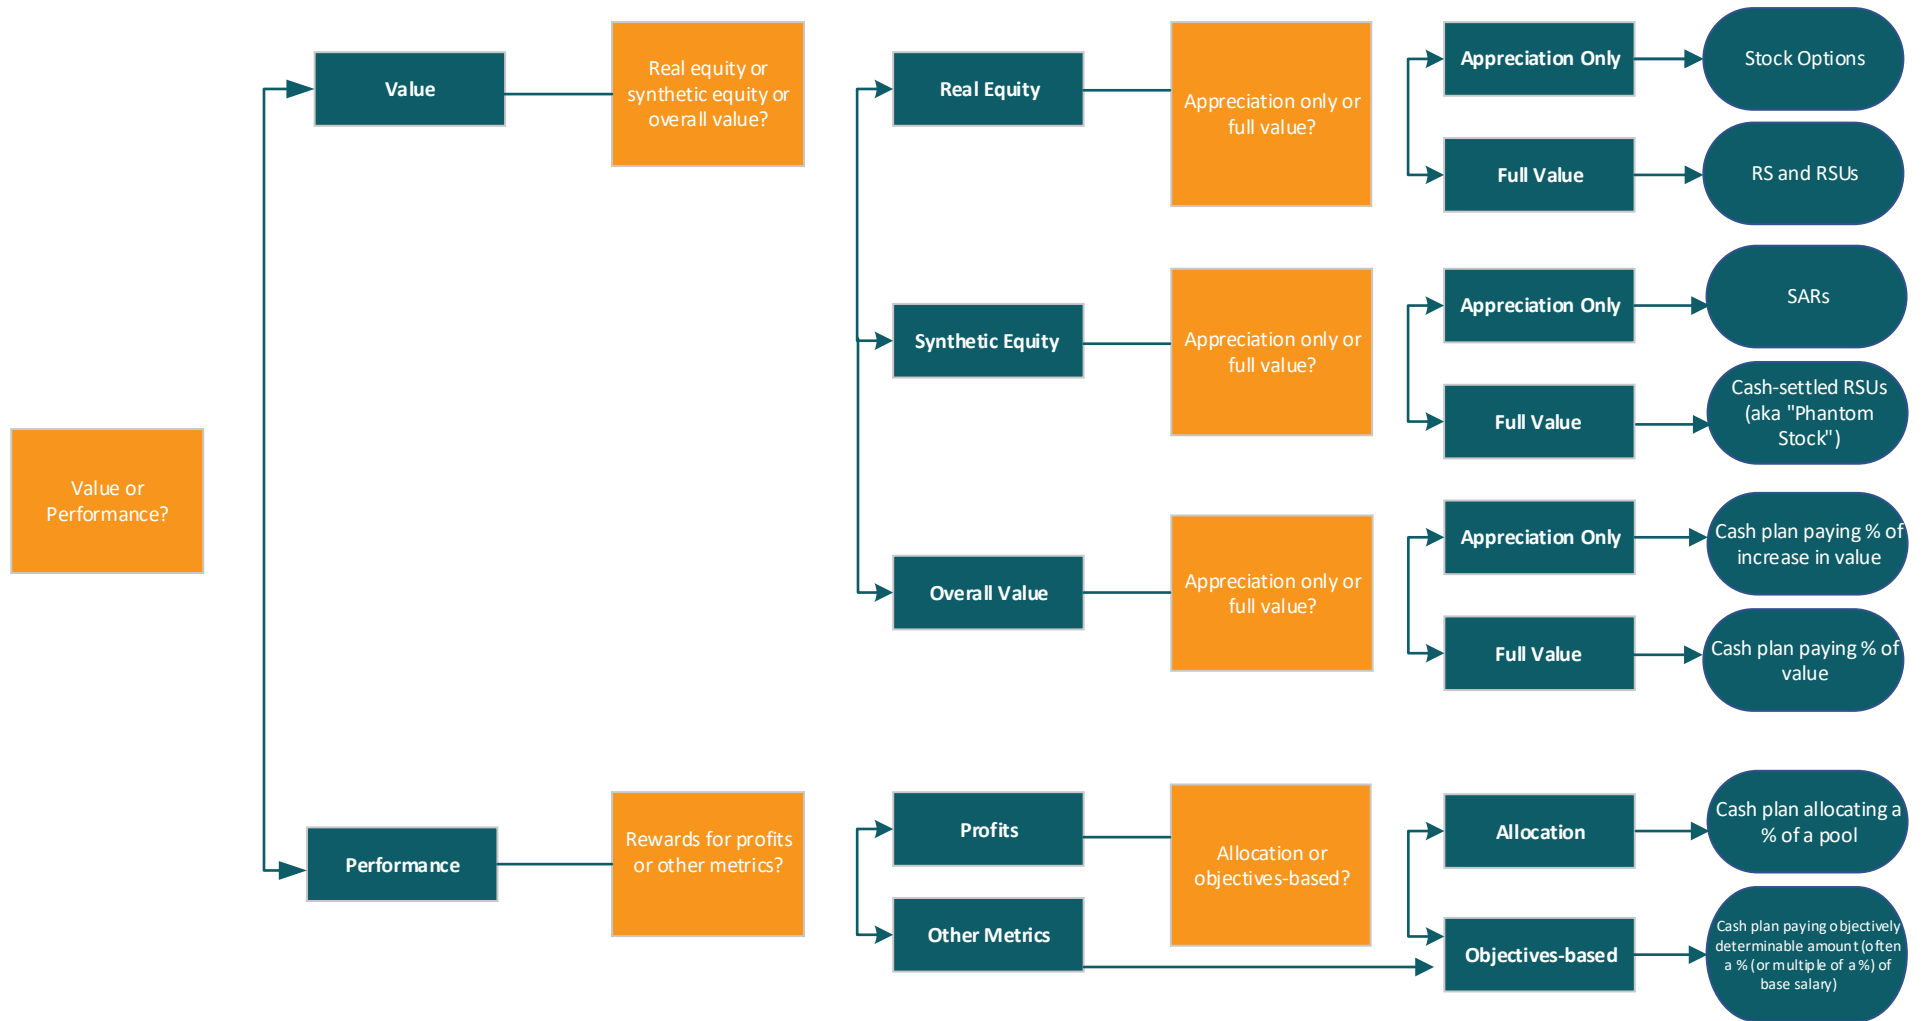 Value or
Performance?
Value
Real equity or
synthetic equity or
overall value?
Real Equity
Appreciation only or
full value?
Appreciation Only
Stock Options
Full Value
RS and RSUs
Synthetic Equity
Appreciation only or
full value?
Appreciation Only
SARs
Full Value
Cash-settled RSUs
(aka "Phantom
Stock")
Overall Value
Appreciation only or
full value?
Appreciation Only
Cash plan paying % of
increase in value
Full Value
Cash plan paying % of
value
Performance
Rewards for profits
or other metrics?
Profits
Other Metrics
Allocation or
objectives-based?
Allocation
Cash plan allocating a
% of a pool
Objectives-based
Cash plan paying objectively
determinable amount (often
a % (or multiple of a %) of
base salary)